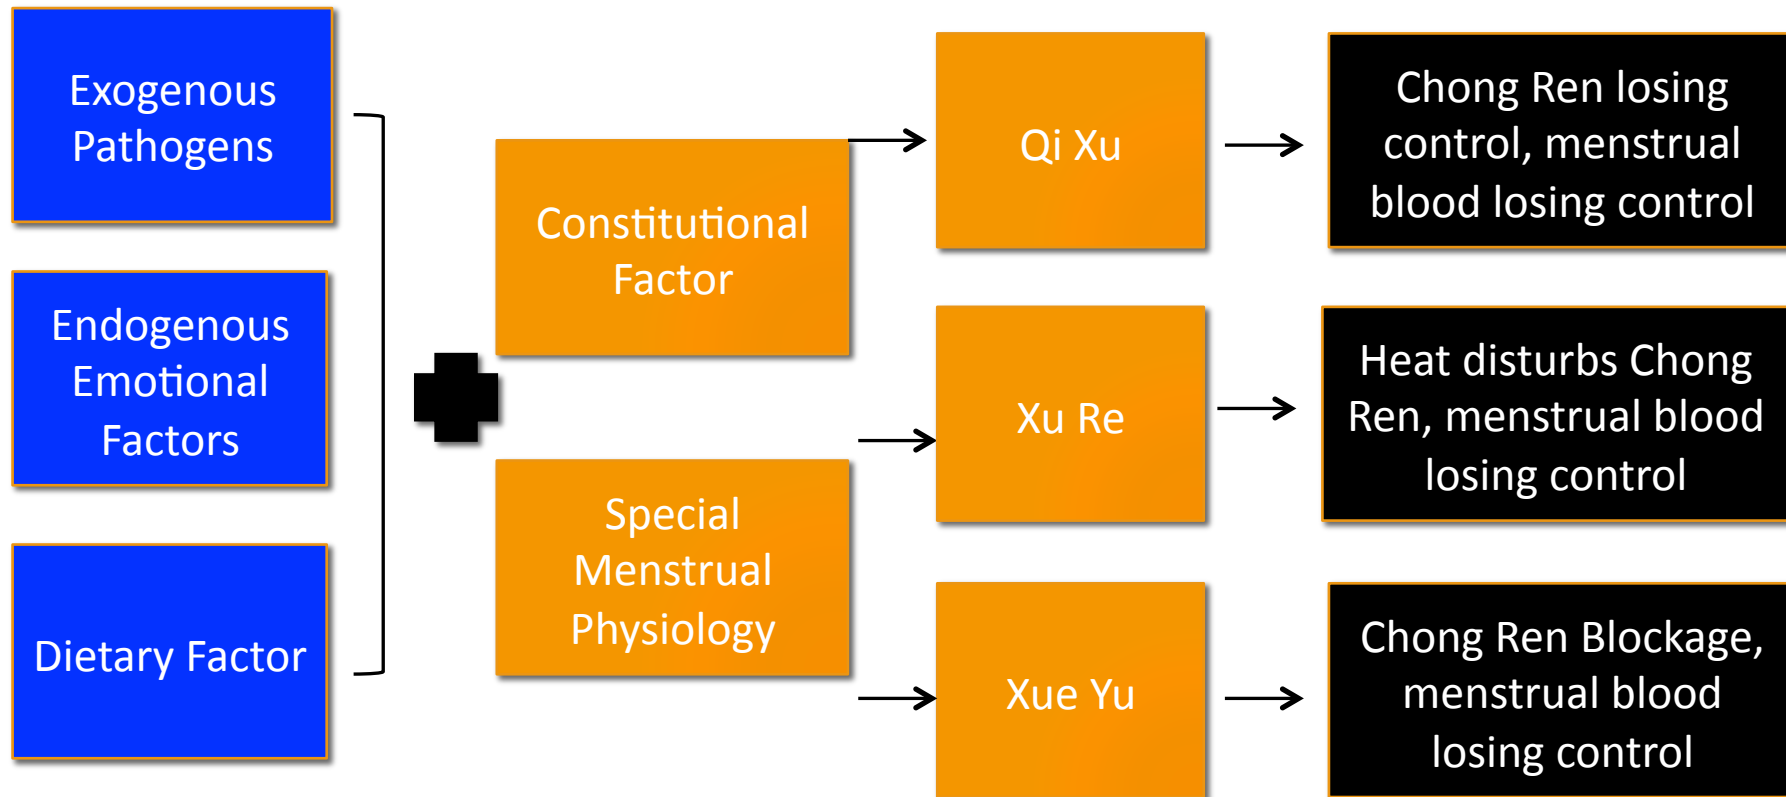 Exogenous
Pathogens
Endogenous
Emotional
Factors
Dietary Factor
Constitutional
Factor
Special
Menstrual
Physiology
Qi Xu
Xu Re
Xue Yu
Chong Ren losing
control, menstrual
blood losing control
Heat disturbs Chong
Ren, menstrual blood
losing control
Chong Ren Blockage,
menstrual blood
losing control